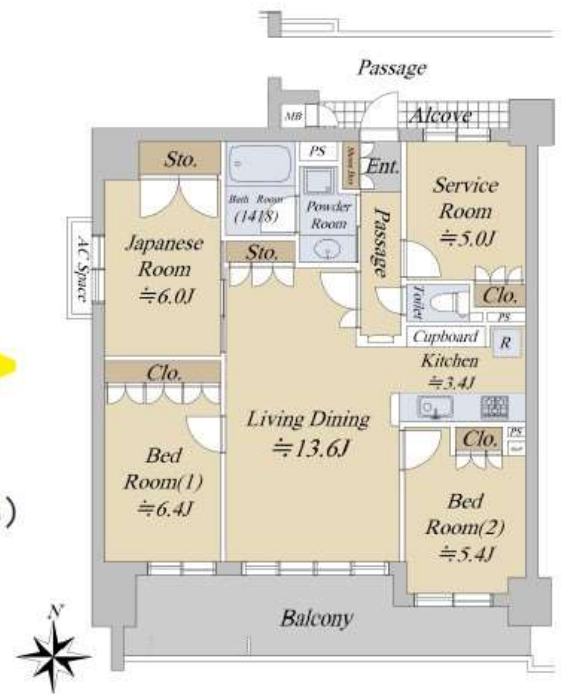 Passage
MB
Alcove
Sto.
PS
Ent.
Bath Room
(1418)
Powder
Room
Service
Room
≒5.0J
Japanese
Room
≒6.0J
AC Space
Passage
Sto.
Toilet
Clo.
PS
Cupboard
R
Kitchen
≒3.4J
Clo.
Living Dining
≒13.6J
Bed
Room(1)
≒6.4J
Clo.
PS
Bed
Room(2)
≒5.4J
)
Balcony
N